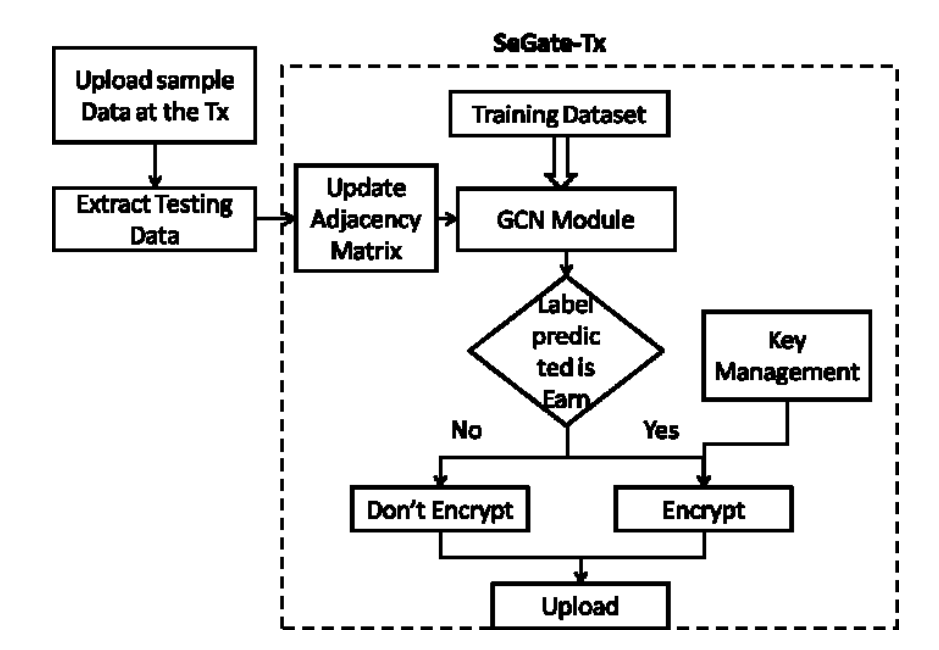 SeGate-Tx
Upload sample
Data at the Tx
Training Dataset
Extract Testing
Data
Update
Adjacency
Matrix
GCN Module
Label
predic
ted is
Earn
Key
Management
No
Yes
Don't Encrypt
Encrypt
Upload